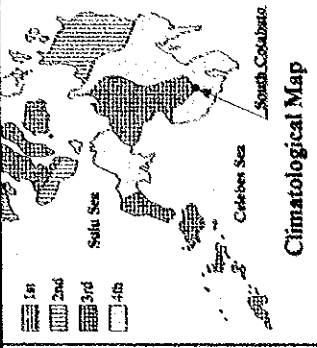 1st
2nd
3rd
4th
Sulu Sea
Celebes Sea
South Cotabato
Climatological Map